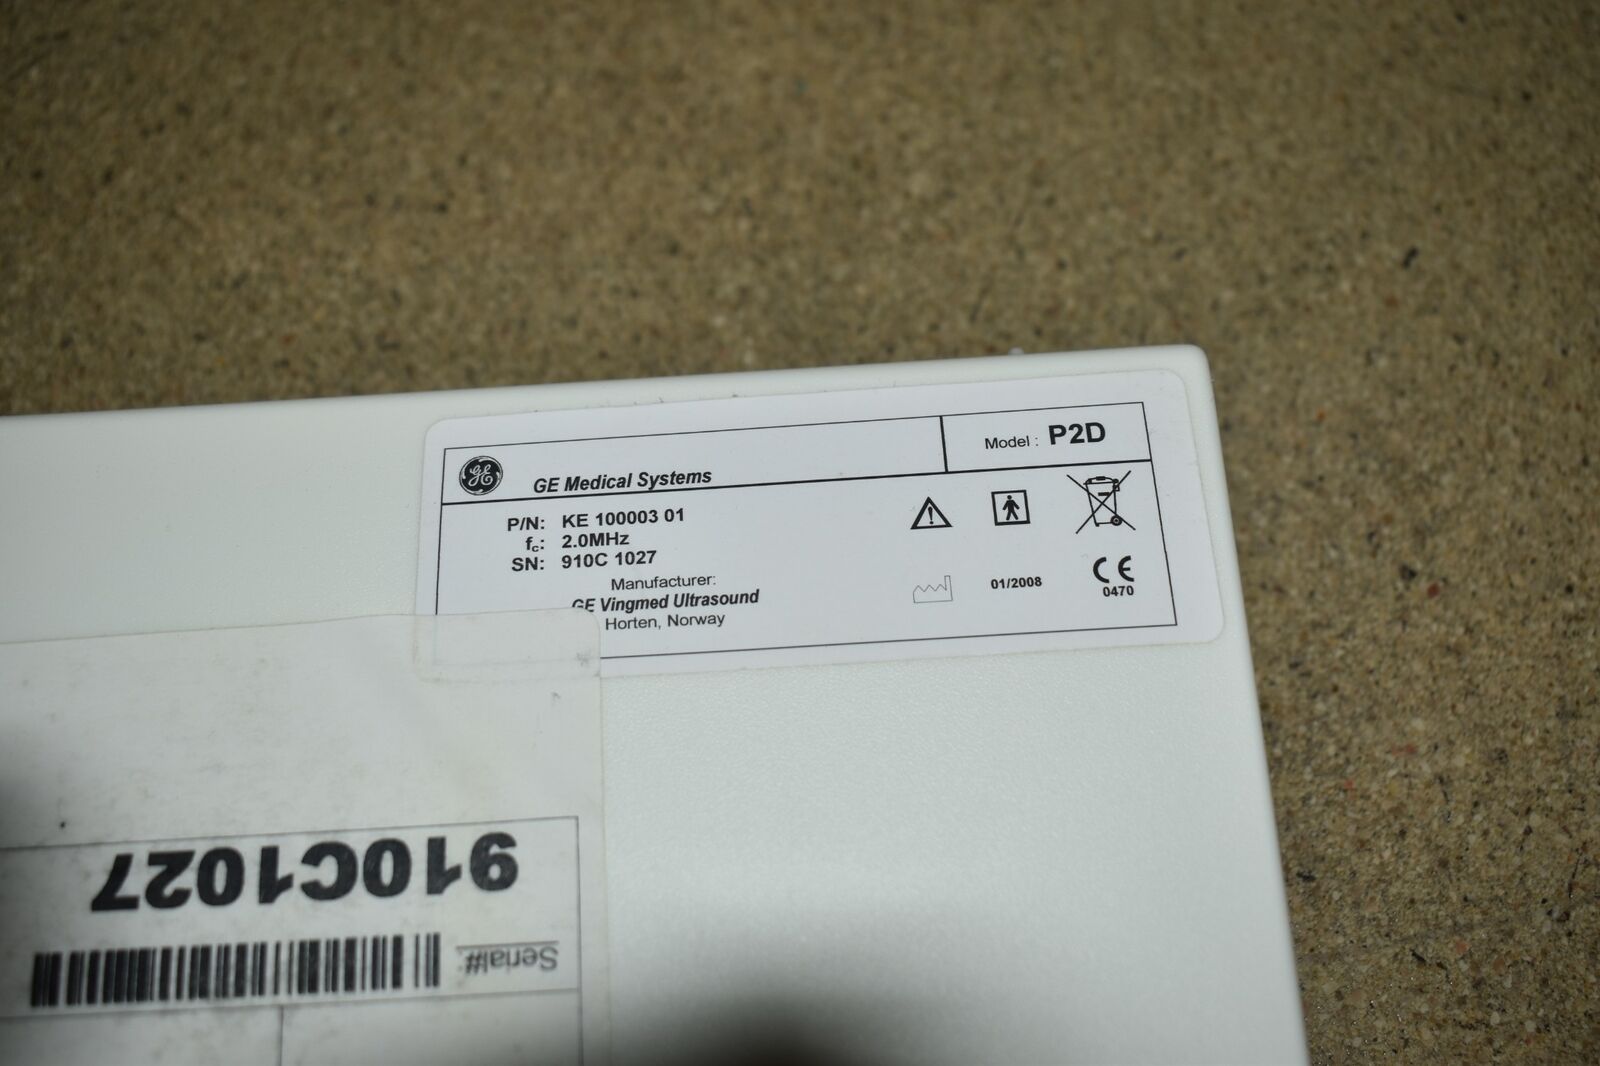 GE
GE Medical Systems
Model : P2D
P/N: KE 100003 01
fc: 2.0MHz
SN: 910C 1027
Manufacturer:
GE Vingmed Ultrasound
Horten, Norway
01/2008
CE
0470
910C1027
Serial#